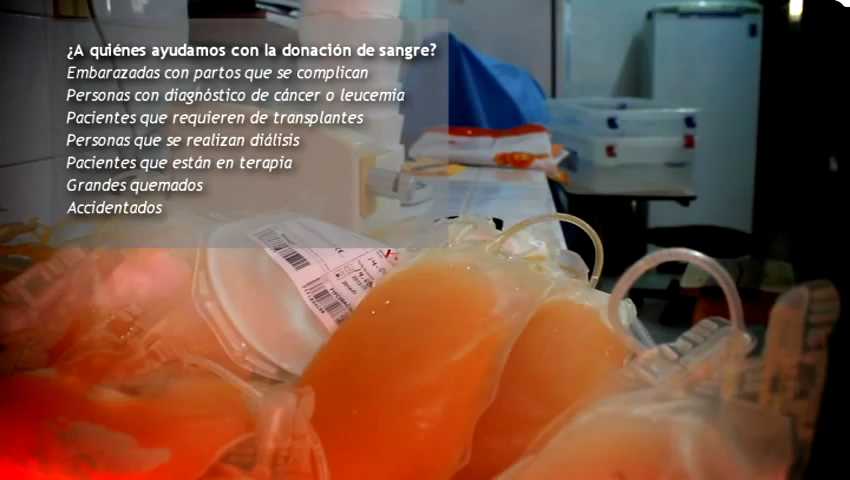 ¿A quiénes ayudamos con la donación de sangre?
Embarazadas con partos que se complican
Personas con diagnóstico de cáncer o leucemia
Pacientes que requieren de transplantes
Personas que se realizan diálisis
Pacientes que están en terapia
Grandes quemados
Accidentados